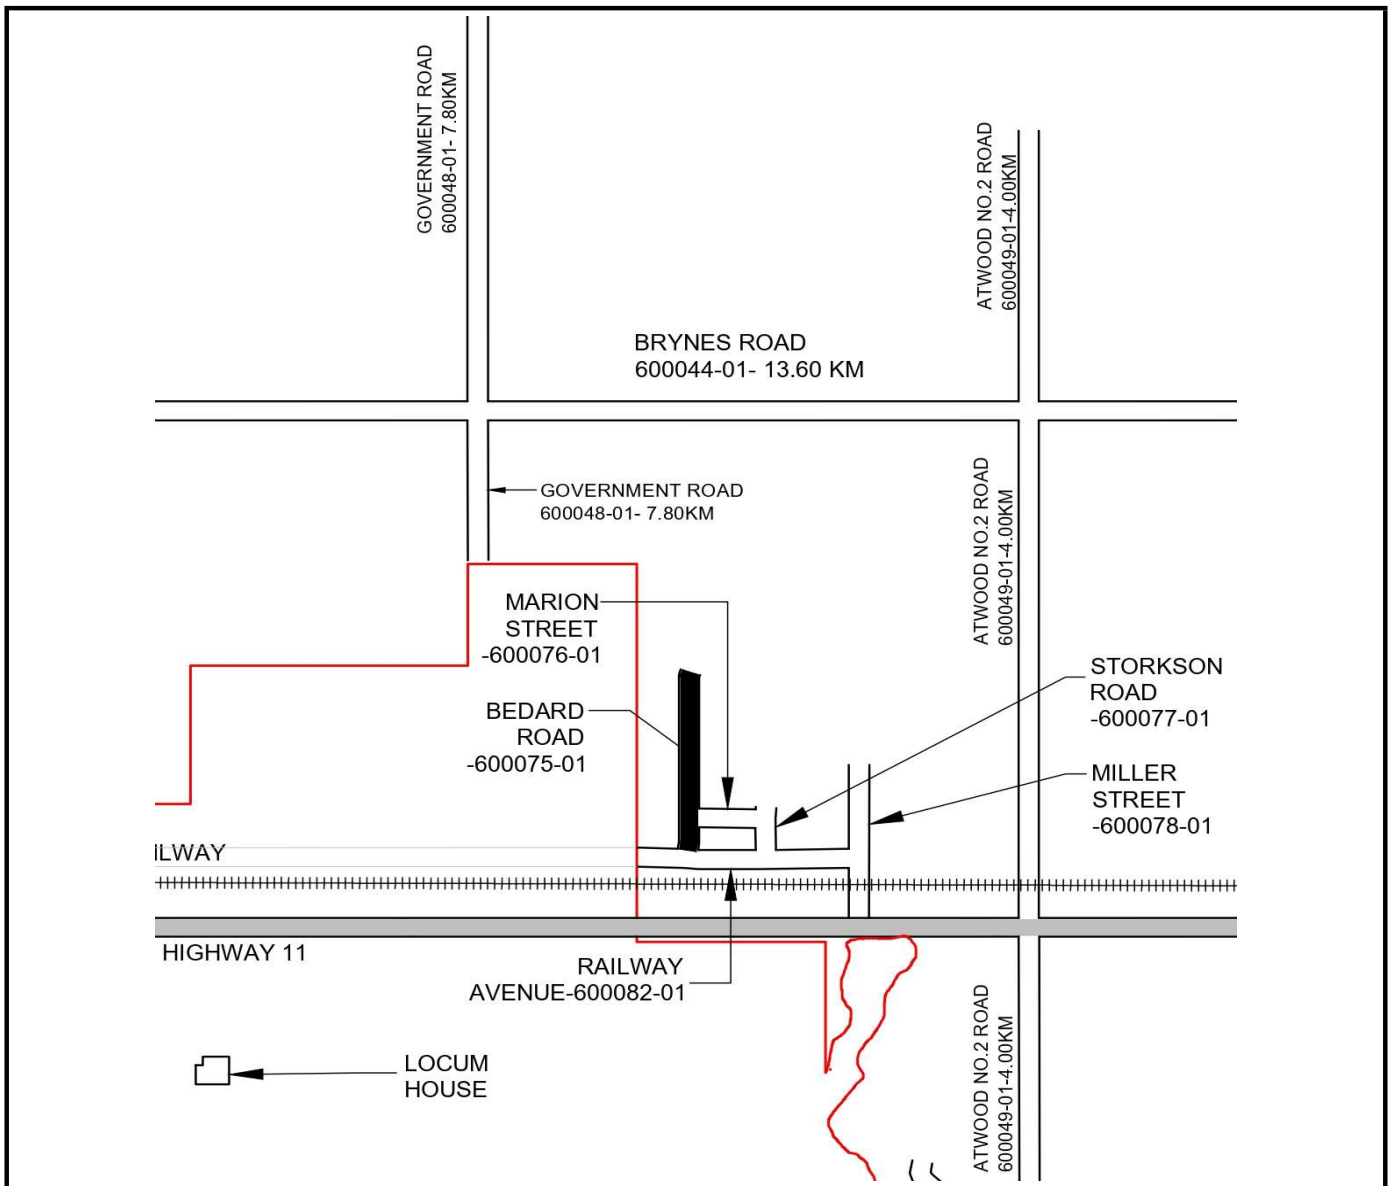 GOVERNMENT ROAD
600048-01- 7.80KM
ATWOOD NO.2 ROAD
600049-01-4.00KM
BRYNES ROAD
600044-01- 13.60 KM
GOVERNMENT ROAD
600048-01- 7.80KM
ATWOOD NO.2 ROAD
600049-01-4.00KM
MARION
STREET
-600076-01
STORKSON
ROAD
-600077-01
BEDARD
ROAD
-600075-01
MILLER
STREET
-600078-01
ILWAY
HIGHWAY 11
RAILWAY
AVENUE-600082-01
ATWOOD NO.2 ROAD
600049-01-4.00KM
LOCUM
HOUSE